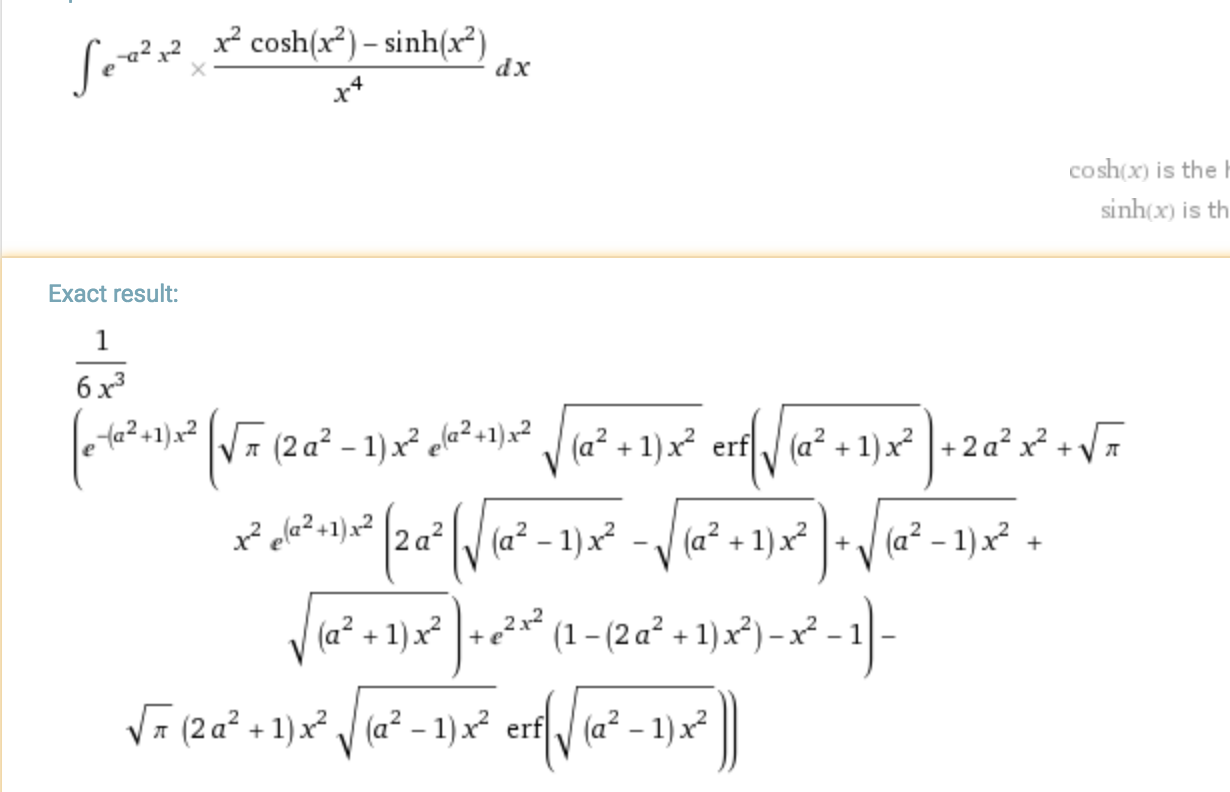 ∫ e^(-a² x²) × (x² cosh(x²) – sinh(x²))/x⁴ dx
cosh(x) is the
sinh(x) is th
Exact result:
1/(6 x³)
(e^(-(a²+1) x²) (√π (2 a² – 1) x² e^((a²+1) x²) √((a² + 1) x²) erf(√((a² + 1) x²)) + 2 a² x² + √π
x² e^((a²+1) x²) (2 a² (√((a² – 1) x²) – √((a² + 1) x²)) + √((a² – 1) x²) +
√((a² + 1) x²)) + e^(2 x²) (1 – (2 a² + 1) x²) – x² – 1) –
√π (2 a² + 1) x² √((a² – 1) x²) erf(√((a² – 1) x²)))